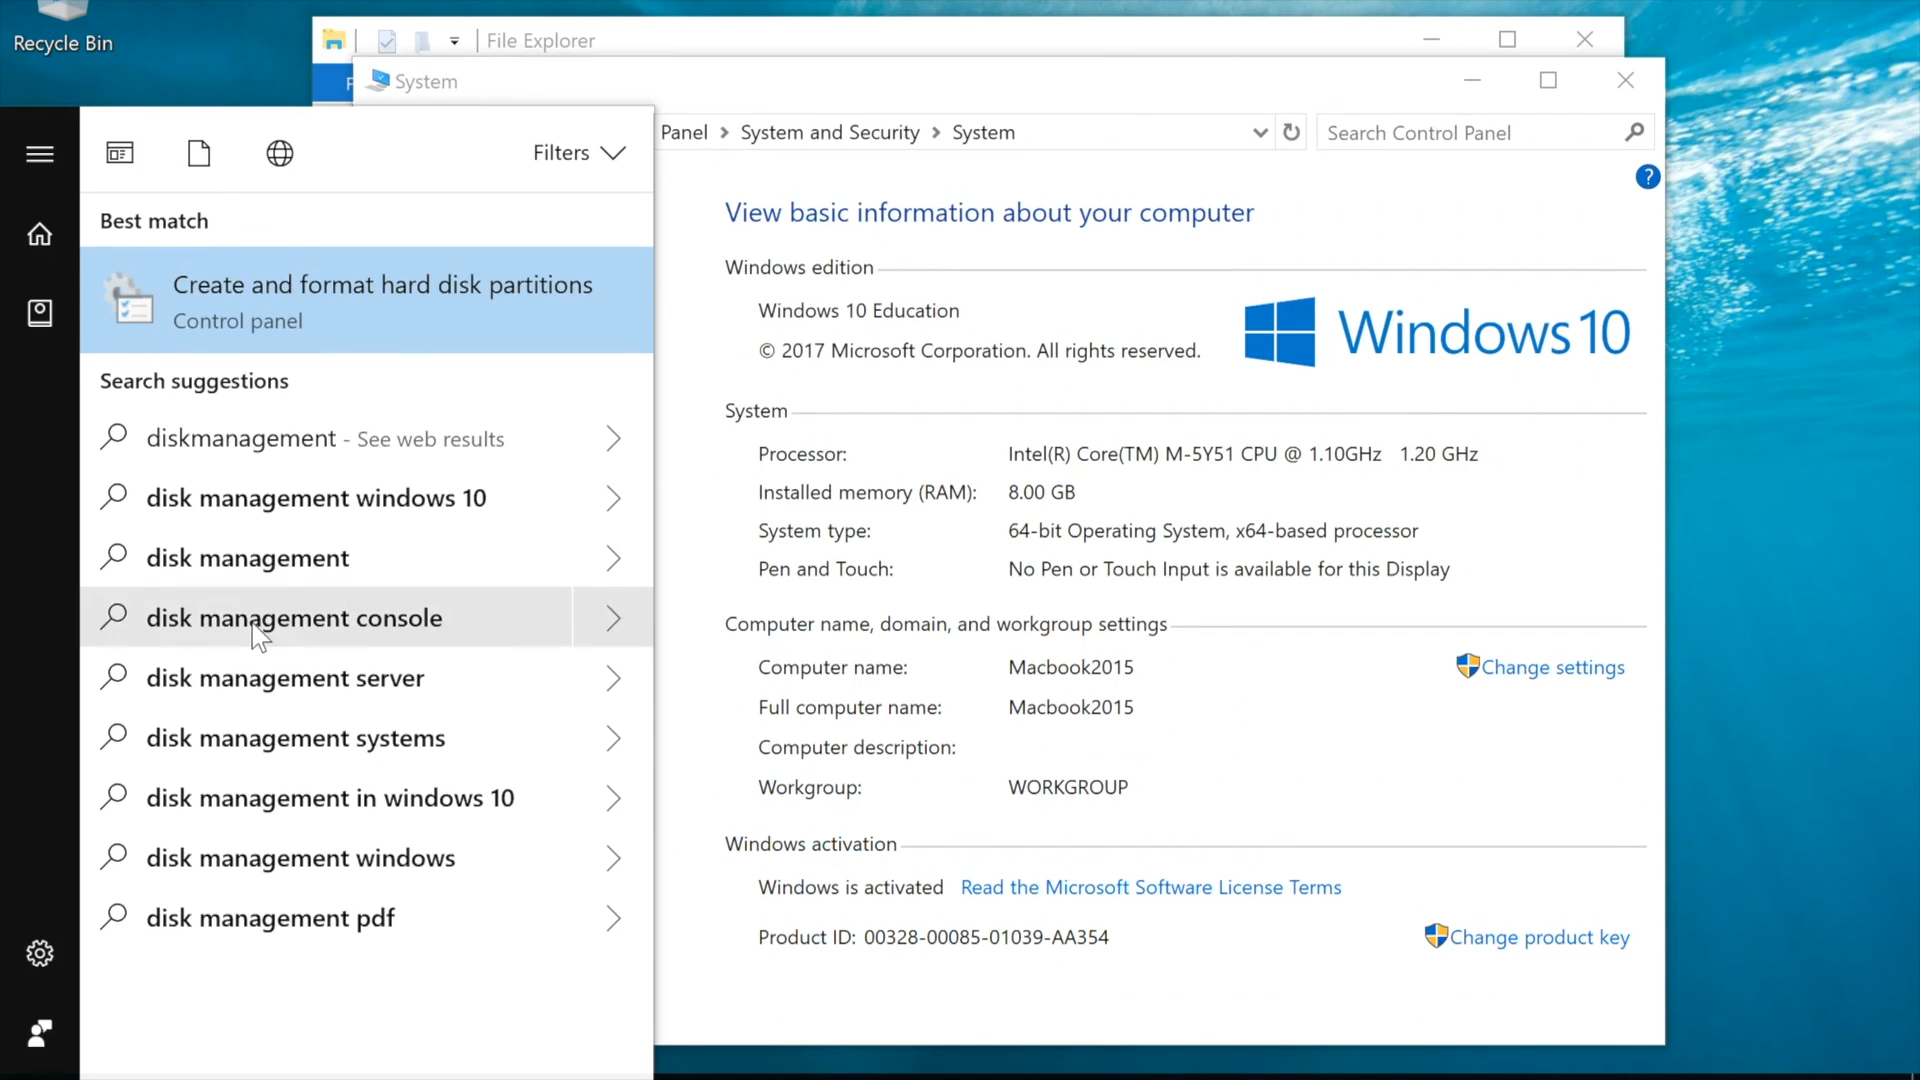 Recycle Bin
File Explorer
System
Panel > System and Security > System
Search Control Panel
Filters
Best match
Create and format hard disk partitions
Control panel
Search suggestions
diskmanagement - See web results
disk management windows 10
disk management
disk management console
disk management server
disk management systems
disk management in windows 10
disk management windows
disk management pdf
View basic information about your computer
Windows edition
Windows 10 Education
© 2017 Microsoft Corporation. All rights reserved.
Windows 10
System
Processor: Intel(R) Core(TM) M-5Y51 CPU @ 1.10GHz 1.20 GHz
Installed memory (RAM): 8.00 GB
System type: 64-bit Operating System, x64-based processor
Pen and Touch: No Pen or Touch Input is available for this Display
Computer name, domain, and workgroup settings
Computer name: Macbook2015 Change settings
Full computer name: Macbook2015
Computer description:
Workgroup: WORKGROUP
Windows activation
Windows is activated Read the Microsoft Software License Terms
Product ID: 00328-00085-01039-AA354 Change product key